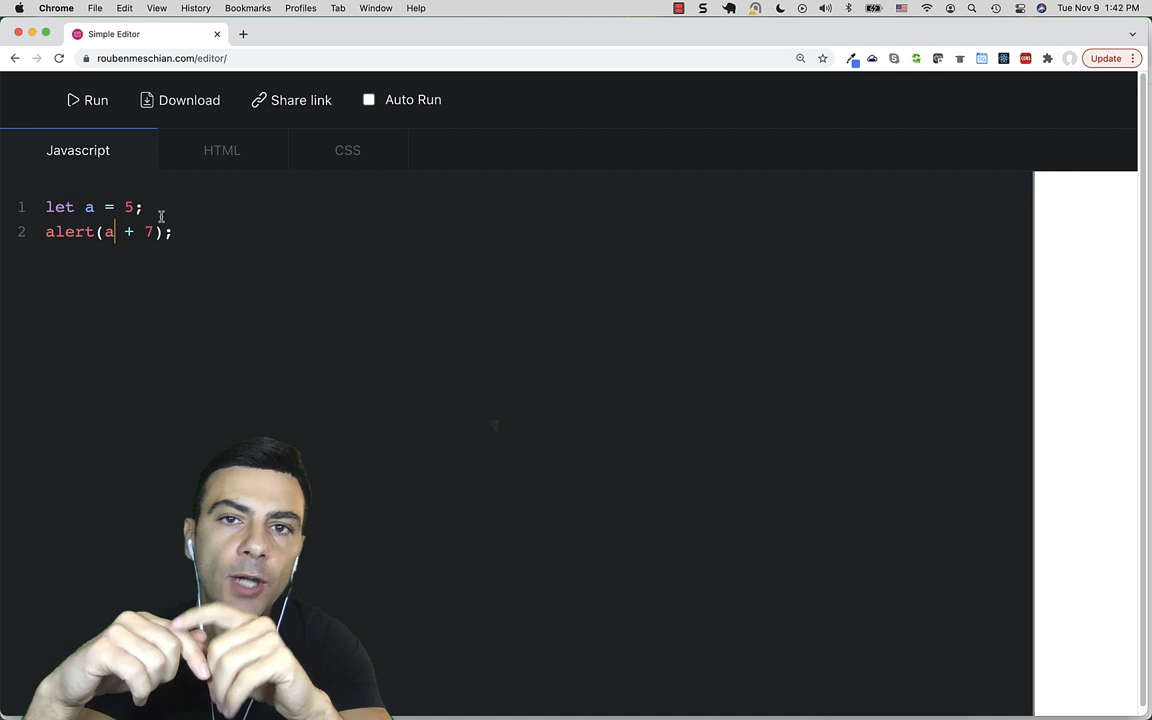 Chrome File Edit View History Bookmarks Profiles Tab Window Help Tue Nov 9 1:42 PM
Simple Editor
roubenmeschian.com/editor/ Update
Run Download Share link Auto Run
Javascript HTML CSS
1 let a = 5;
2 alert(a + 7);